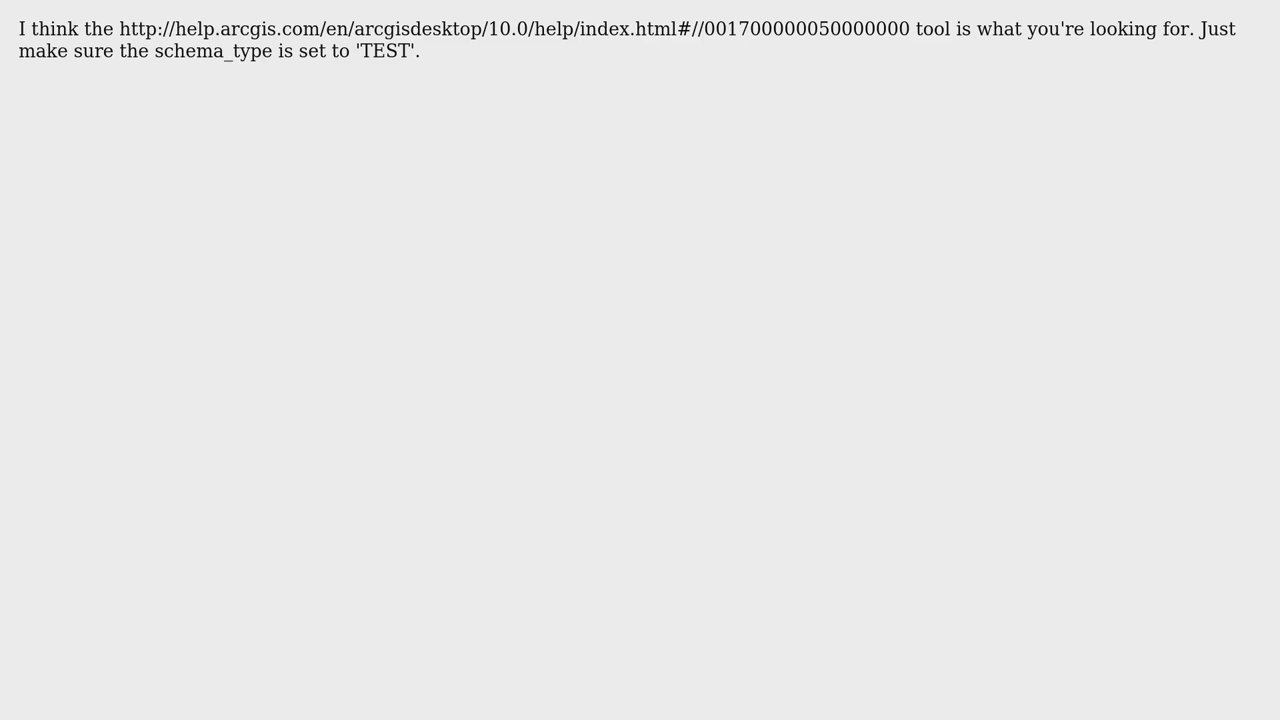 I think the http://help.arcgis.com/en/arcgisdesktop/10.0/help/index.html#//001700000050000000 tool is what you're looking for. Just
make sure the schema_type is set to 'TEST'.